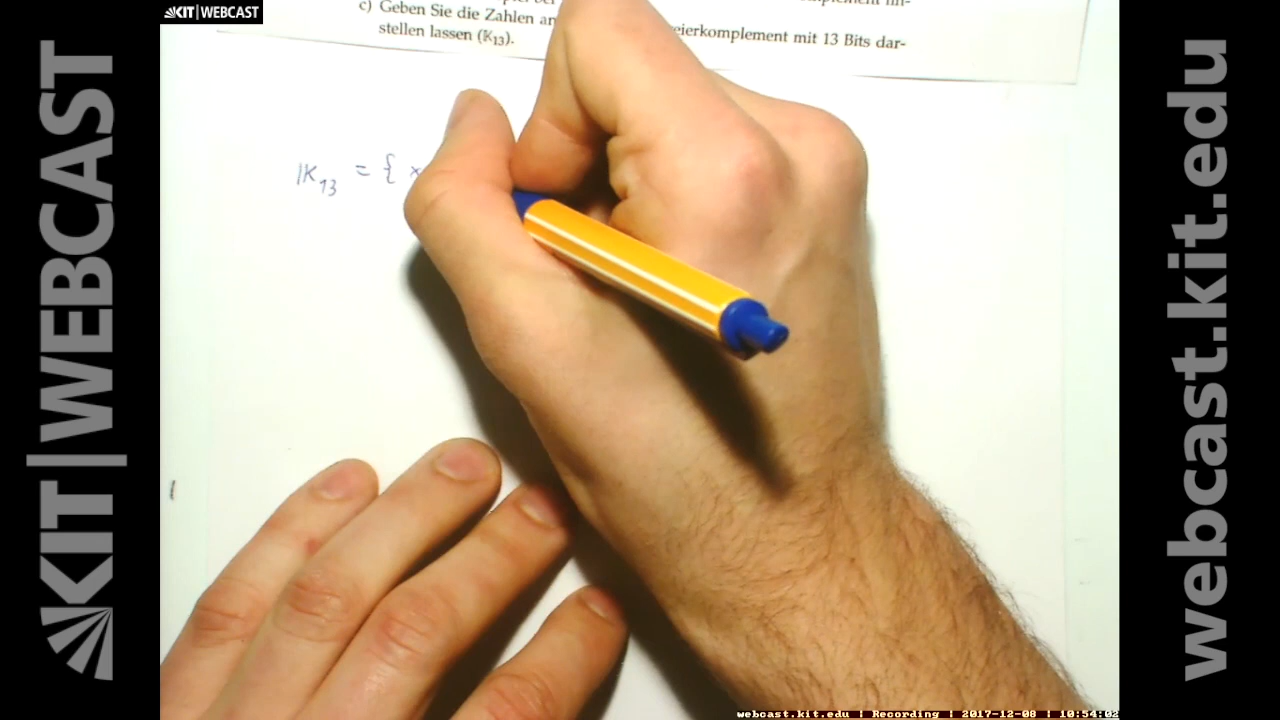 KIT|WEBCAST
c) Geben Sie die Zahlen an
eierkomplement mit 13 Bits dar-
stellen lassen (𝕂13).
𝕂13 = { x
KIT|WEBCAST
webcast.kit.edu
webcast.kit.edu | Recording | 2017-12-08 | 10:54:02